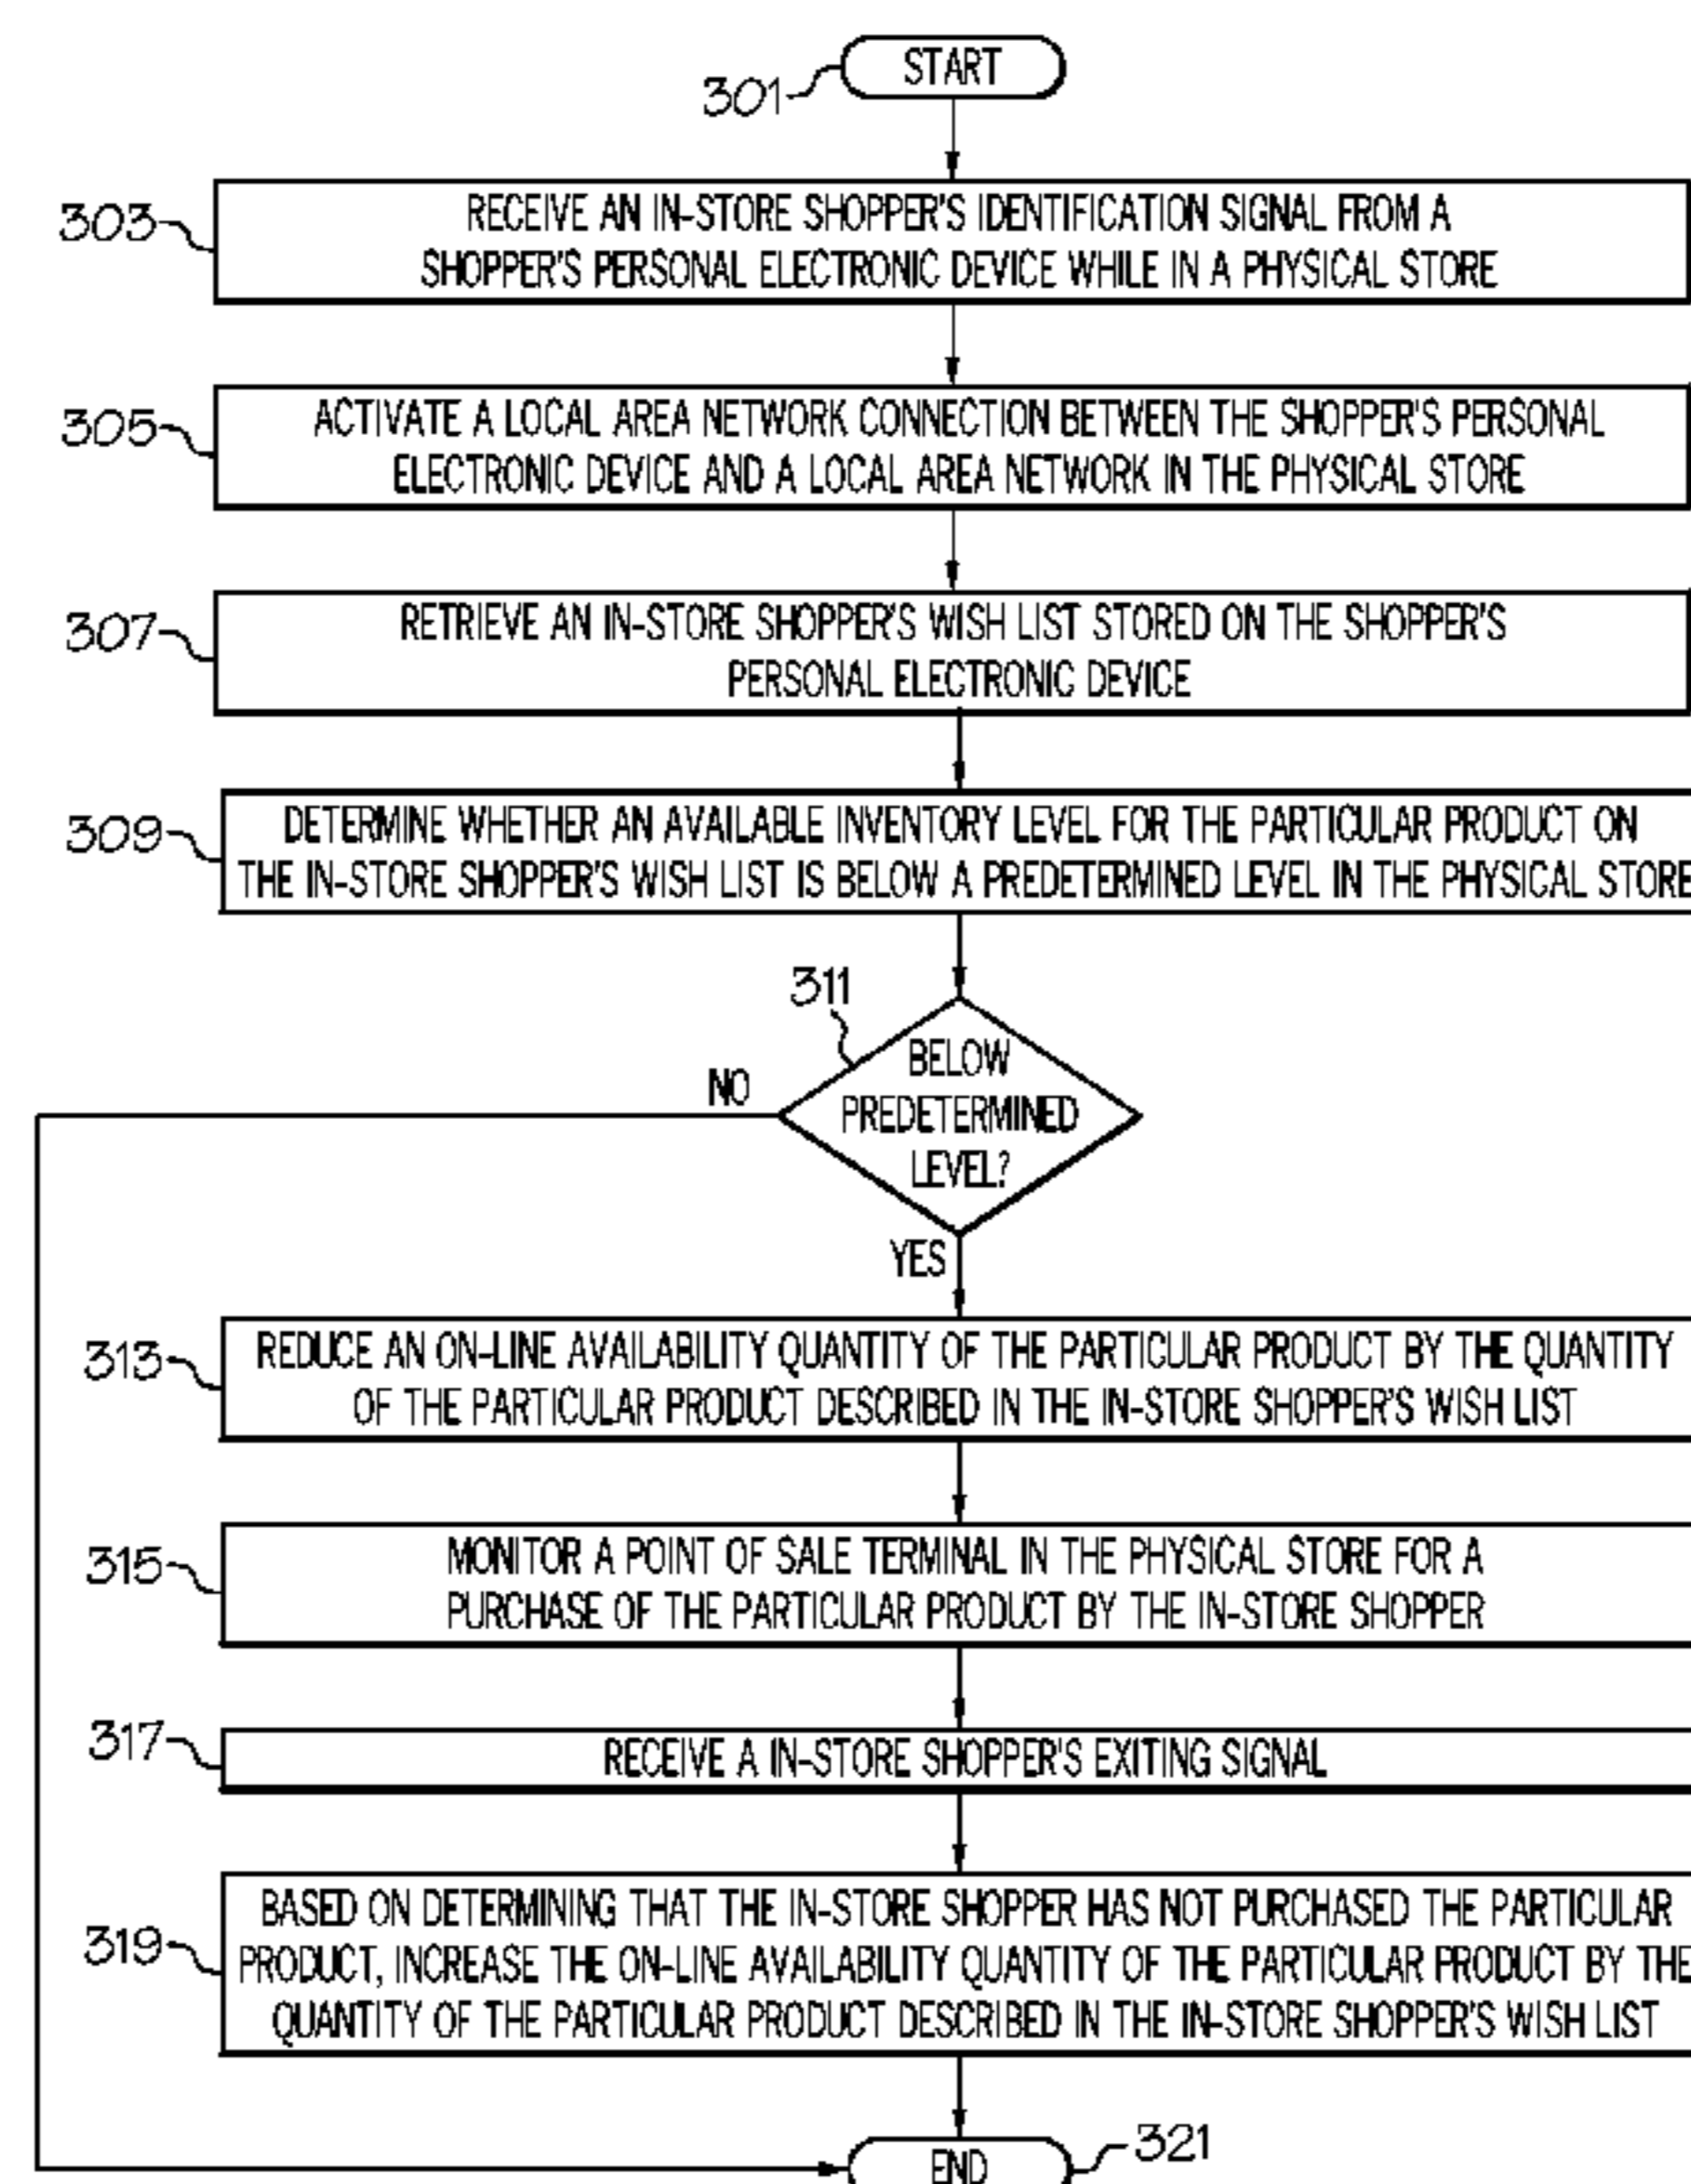 START
301
303
RECEIVE AN IN-STORE SHOPPER'S IDENTIFICATION SIGNAL FROM A
SHOPPER'S PERSONAL ELECTRONIC DEVICE WHILE IN A PHYSICAL STORE
305
ACTIVATE A LOCAL AREA NETWORK CONNECTION BETWEEN THE SHOPPER'S PERSONAL
ELECTRONIC DEVICE AND A LOCAL AREA NETWORK IN THE PHYSICAL STORE
307
RETRIEVE AN IN-STORE SHOPPER'S WISH LIST STORED ON THE SHOPPER'S
PERSONAL ELECTRONIC DEVICE
309
DETERMINE WHETHER AN AVAILABLE INVENTORY LEVEL FOR THE PARTICULAR PRODUCT ON
THE IN-STORE SHOPPER'S WISH LIST IS BELOW A PREDETERMINED LEVEL IN THE PHYSICAL STORE
311
BELOW
PREDETERMINED
LEVEL?
NO
YES
313
REDUCE AN ON-LINE AVAILABILITY QUANTITY OF THE PARTICULAR PRODUCT BY THE QUANTITY
OF THE PARTICULAR PRODUCT DESCRIBED IN THE IN-STORE SHOPPER'S WISH LIST
315
MONITOR A POINT OF SALE TERMINAL IN THE PHYSICAL STORE FOR A
PURCHASE OF THE PARTICULAR PRODUCT BY THE IN-STORE SHOPPER
317
RECEIVE A IN-STORE SHOPPER'S EXITING SIGNAL
319
BASED ON DETERMINING THAT THE IN-STORE SHOPPER HAS NOT PURCHASED THE PARTICULAR
PRODUCT, INCREASE THE ON-LINE AVAILABILITY QUANTITY OF THE PARTICULAR PRODUCT BY THE
QUANTITY OF THE PARTICULAR PRODUCT DESCRIBED IN THE IN-STORE SHOPPER'S WISH LIST
END
321